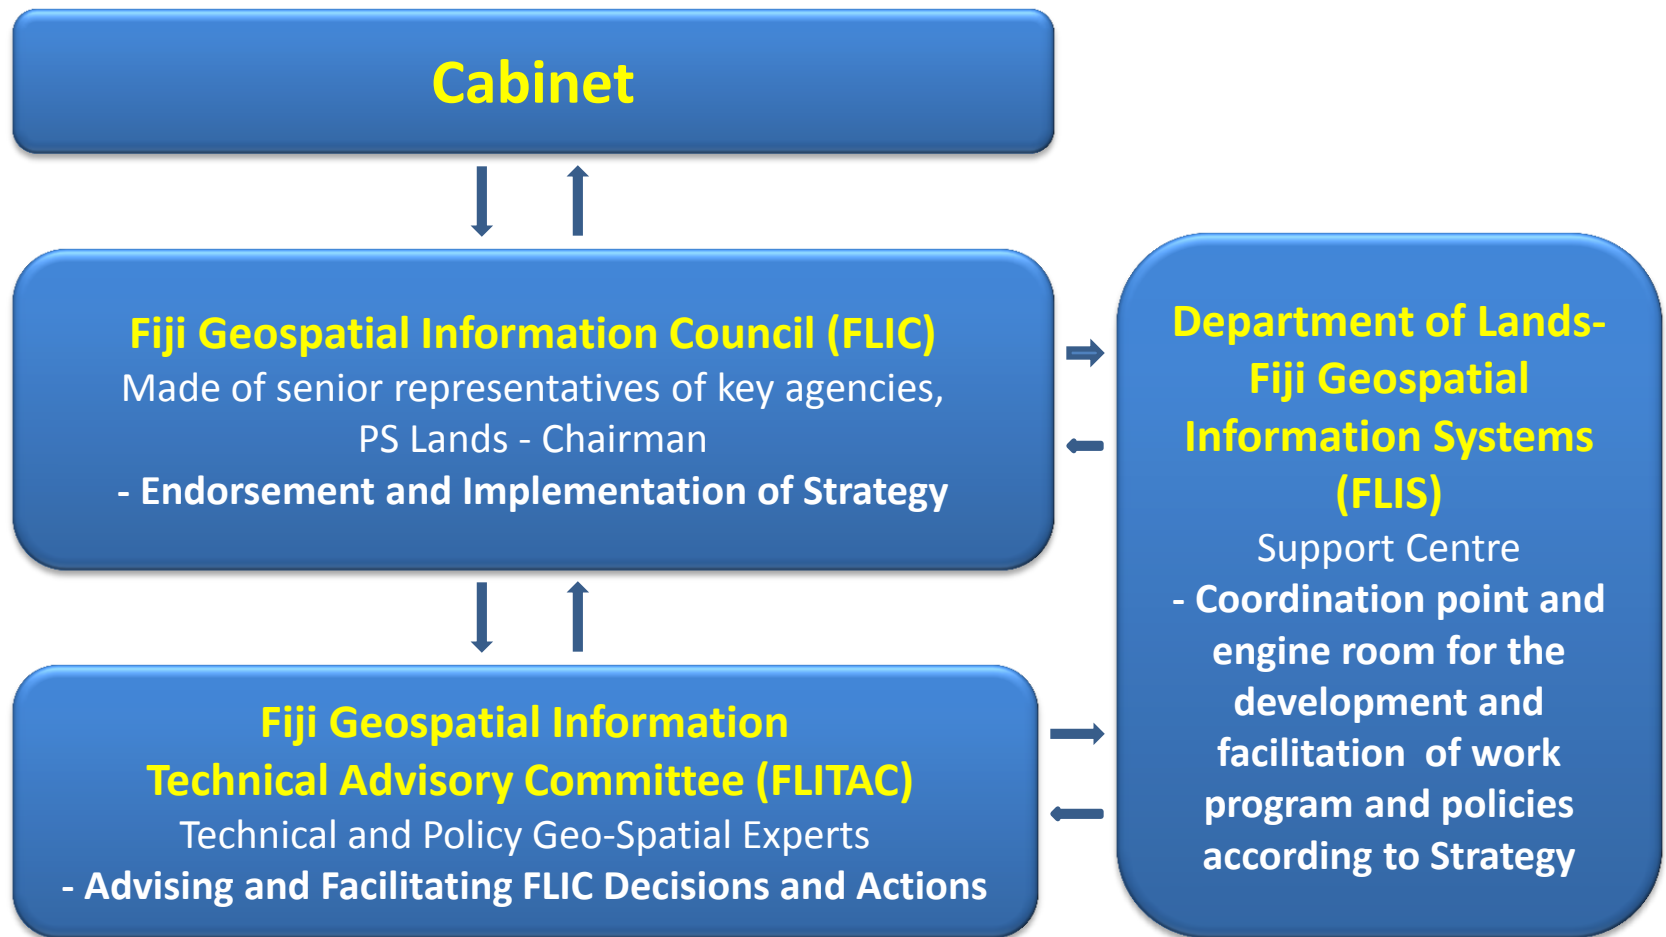 Cabinet
Fiji Geospatial Information Council (FLIC)
Made of senior representatives of key agencies,
PS Lands - Chairman
- Endorsement and Implementation of Strategy
Fiji Geospatial Information
Technical Advisory Committee (FLITAC)
Technical and Policy Geo-Spatial Experts
- Advising and Facilitating FLIC Decisions and Actions
Department of Lands-
Fiji Geospatial
Information Systems
(FLIS)
Support Centre
- Coordination point and
engine room for the
development and
facilitation  of work
program and policies
according to Strategy